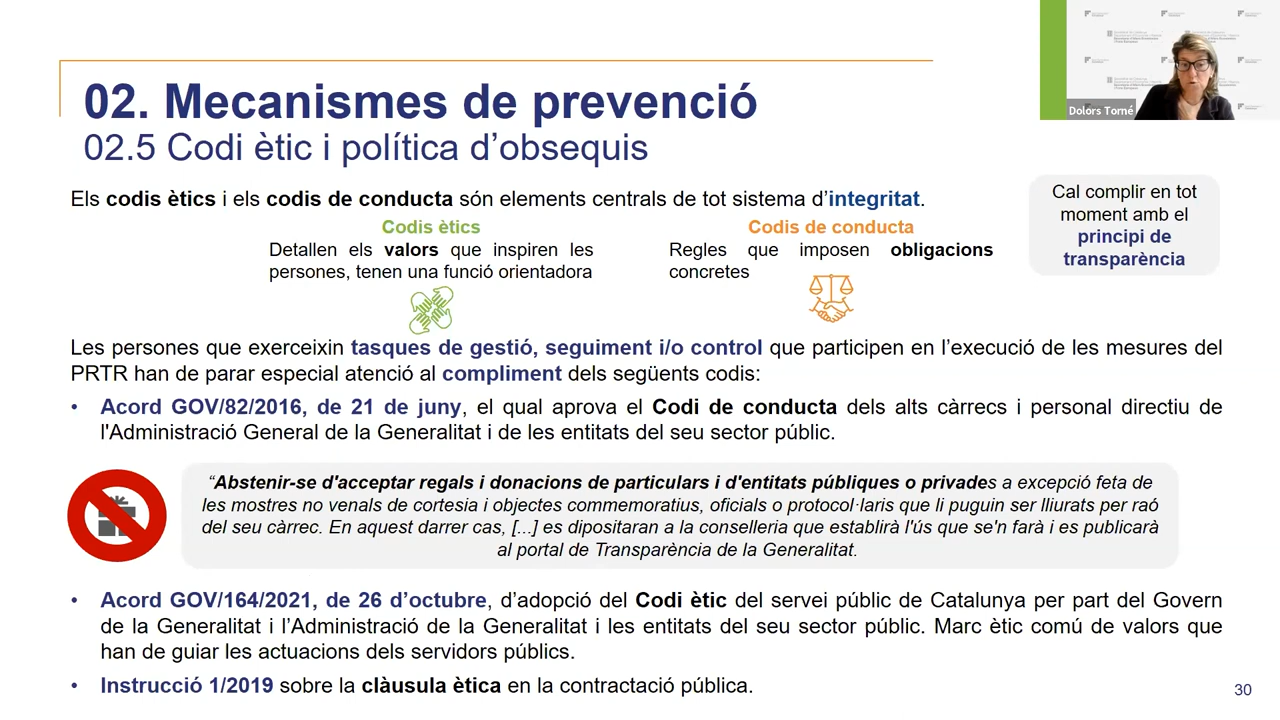 02. Mecanismes de prevenció
02.5 Codi ètic i política d'obsequis
Dolors Tomé
Els codis ètics i els codis de conducta són elements centrals de tot sistema d'integritat.
Codis ètics
Detallen els valors que inspiren les
persones, tenen una funció orientadora
Codis de conducta
Regles que imposen obligacions
concretes
Cal complir en tot
moment amb el
principi de
transparència
Les persones que exerceixin tasques de gestió, seguiment i/o control que participen en l'execució de les mesures del
PRTR han de parar especial atenció al compliment dels següents codis:
• Acord GOV/82/2016, de 21 de juny, el qual aprova el Codi de conducta dels alts càrrecs i personal directiu de
l'Administració General de la Generalitat i de les entitats del seu sector públic.
“Abstenir-se d'acceptar regals i donacions de particulars i d'entitats públiques o privades a excepció feta de
les mostres no venals de cortesia i objectes commemoratius, oficials o protocol·laris que li puguin ser lliurats per raó
del seu càrrec. En aquest darrer cas, [...] es dipositaran a la conselleria que establirà l'ús que se'n farà i es publicarà
al portal de Transparència de la Generalitat.
• Acord GOV/164/2021, de 26 d'octubre, d'adopció del Codi ètic del servei públic de Catalunya per part del Govern
de la Generalitat i l'Administració de la Generalitat i les entitats del seu sector públic. Marc ètic comú de valors que
han de guiar les actuacions dels servidors públics.
• Instrucció 1/2019 sobre la clàusula ètica en la contractació pública.
30